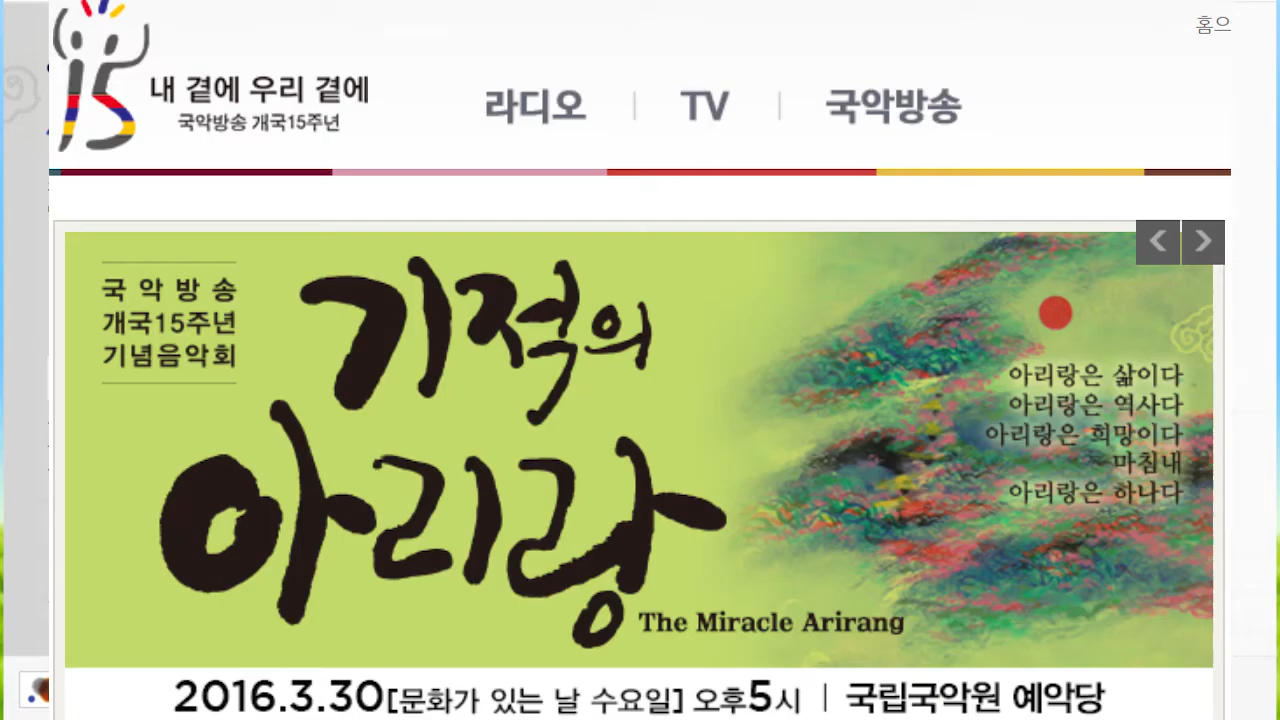 홈으
내 곁에 우리 곁에
국악방송 개국15주년
라디오 | TV | 국악방송
국악방송
개국15주년
기념음악회
기적의
아리랑
The Miracle Arirang
아리랑은 삶이다
아리랑은 역사다
아리랑은 희망이다
마침내
아리랑은 하나다
2016.3.30[문화가 있는 날 수요일] 오후5시 | 국립국악원 예악당